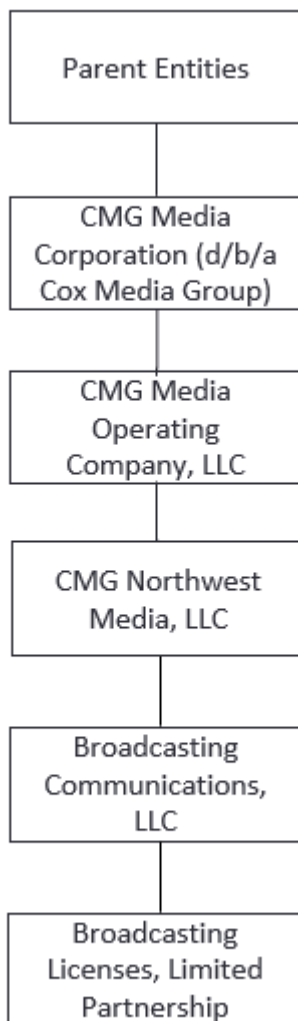 Parent Entities
CMG Media
Corporation (d/b/a
Cox Media Group)
CMG Media
Operating
Company, LLC
CMG Northwest
Media, LLC
Broadcasting
Communications,
LLC
Broadcasting
Licenses, Limited
Partnership